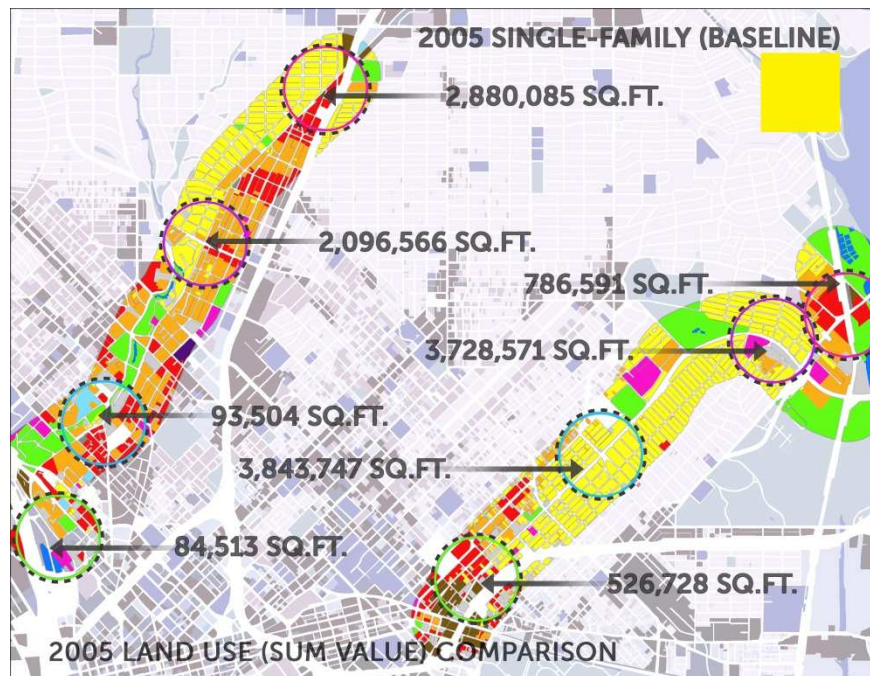 2005 SINGLE-FAMILY (BASELINE)
2,880,085 SQ.FT.
2,096,566 SQ.FT.
786,591 SQ.FT.
3,728,571 SQ.FT.
93,504 SQ.FT.
3,843,747 SQ.FT.
84,513 SQ.FT.
526,728 SQ.FT.
2005 LAND USE (SUM VALUE) COMPARISON